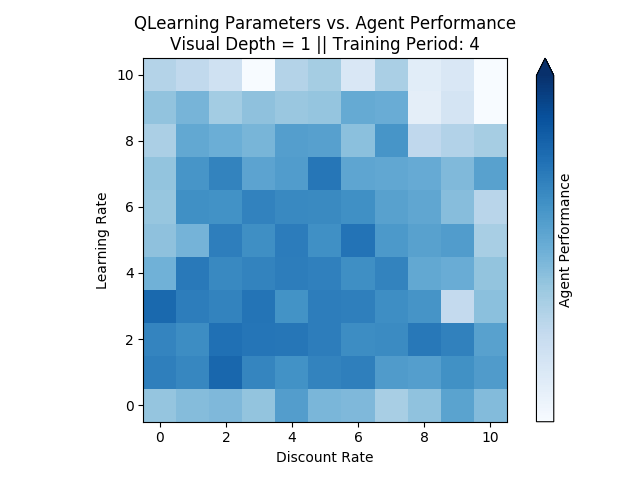 QLearning Parameters vs. Agent Performance
Visual Depth = 1 || Training Period: 4
10
8
6
4
2
0
Learning Rate
0 2 4 6 8 10
Discount Rate
Agent Performance